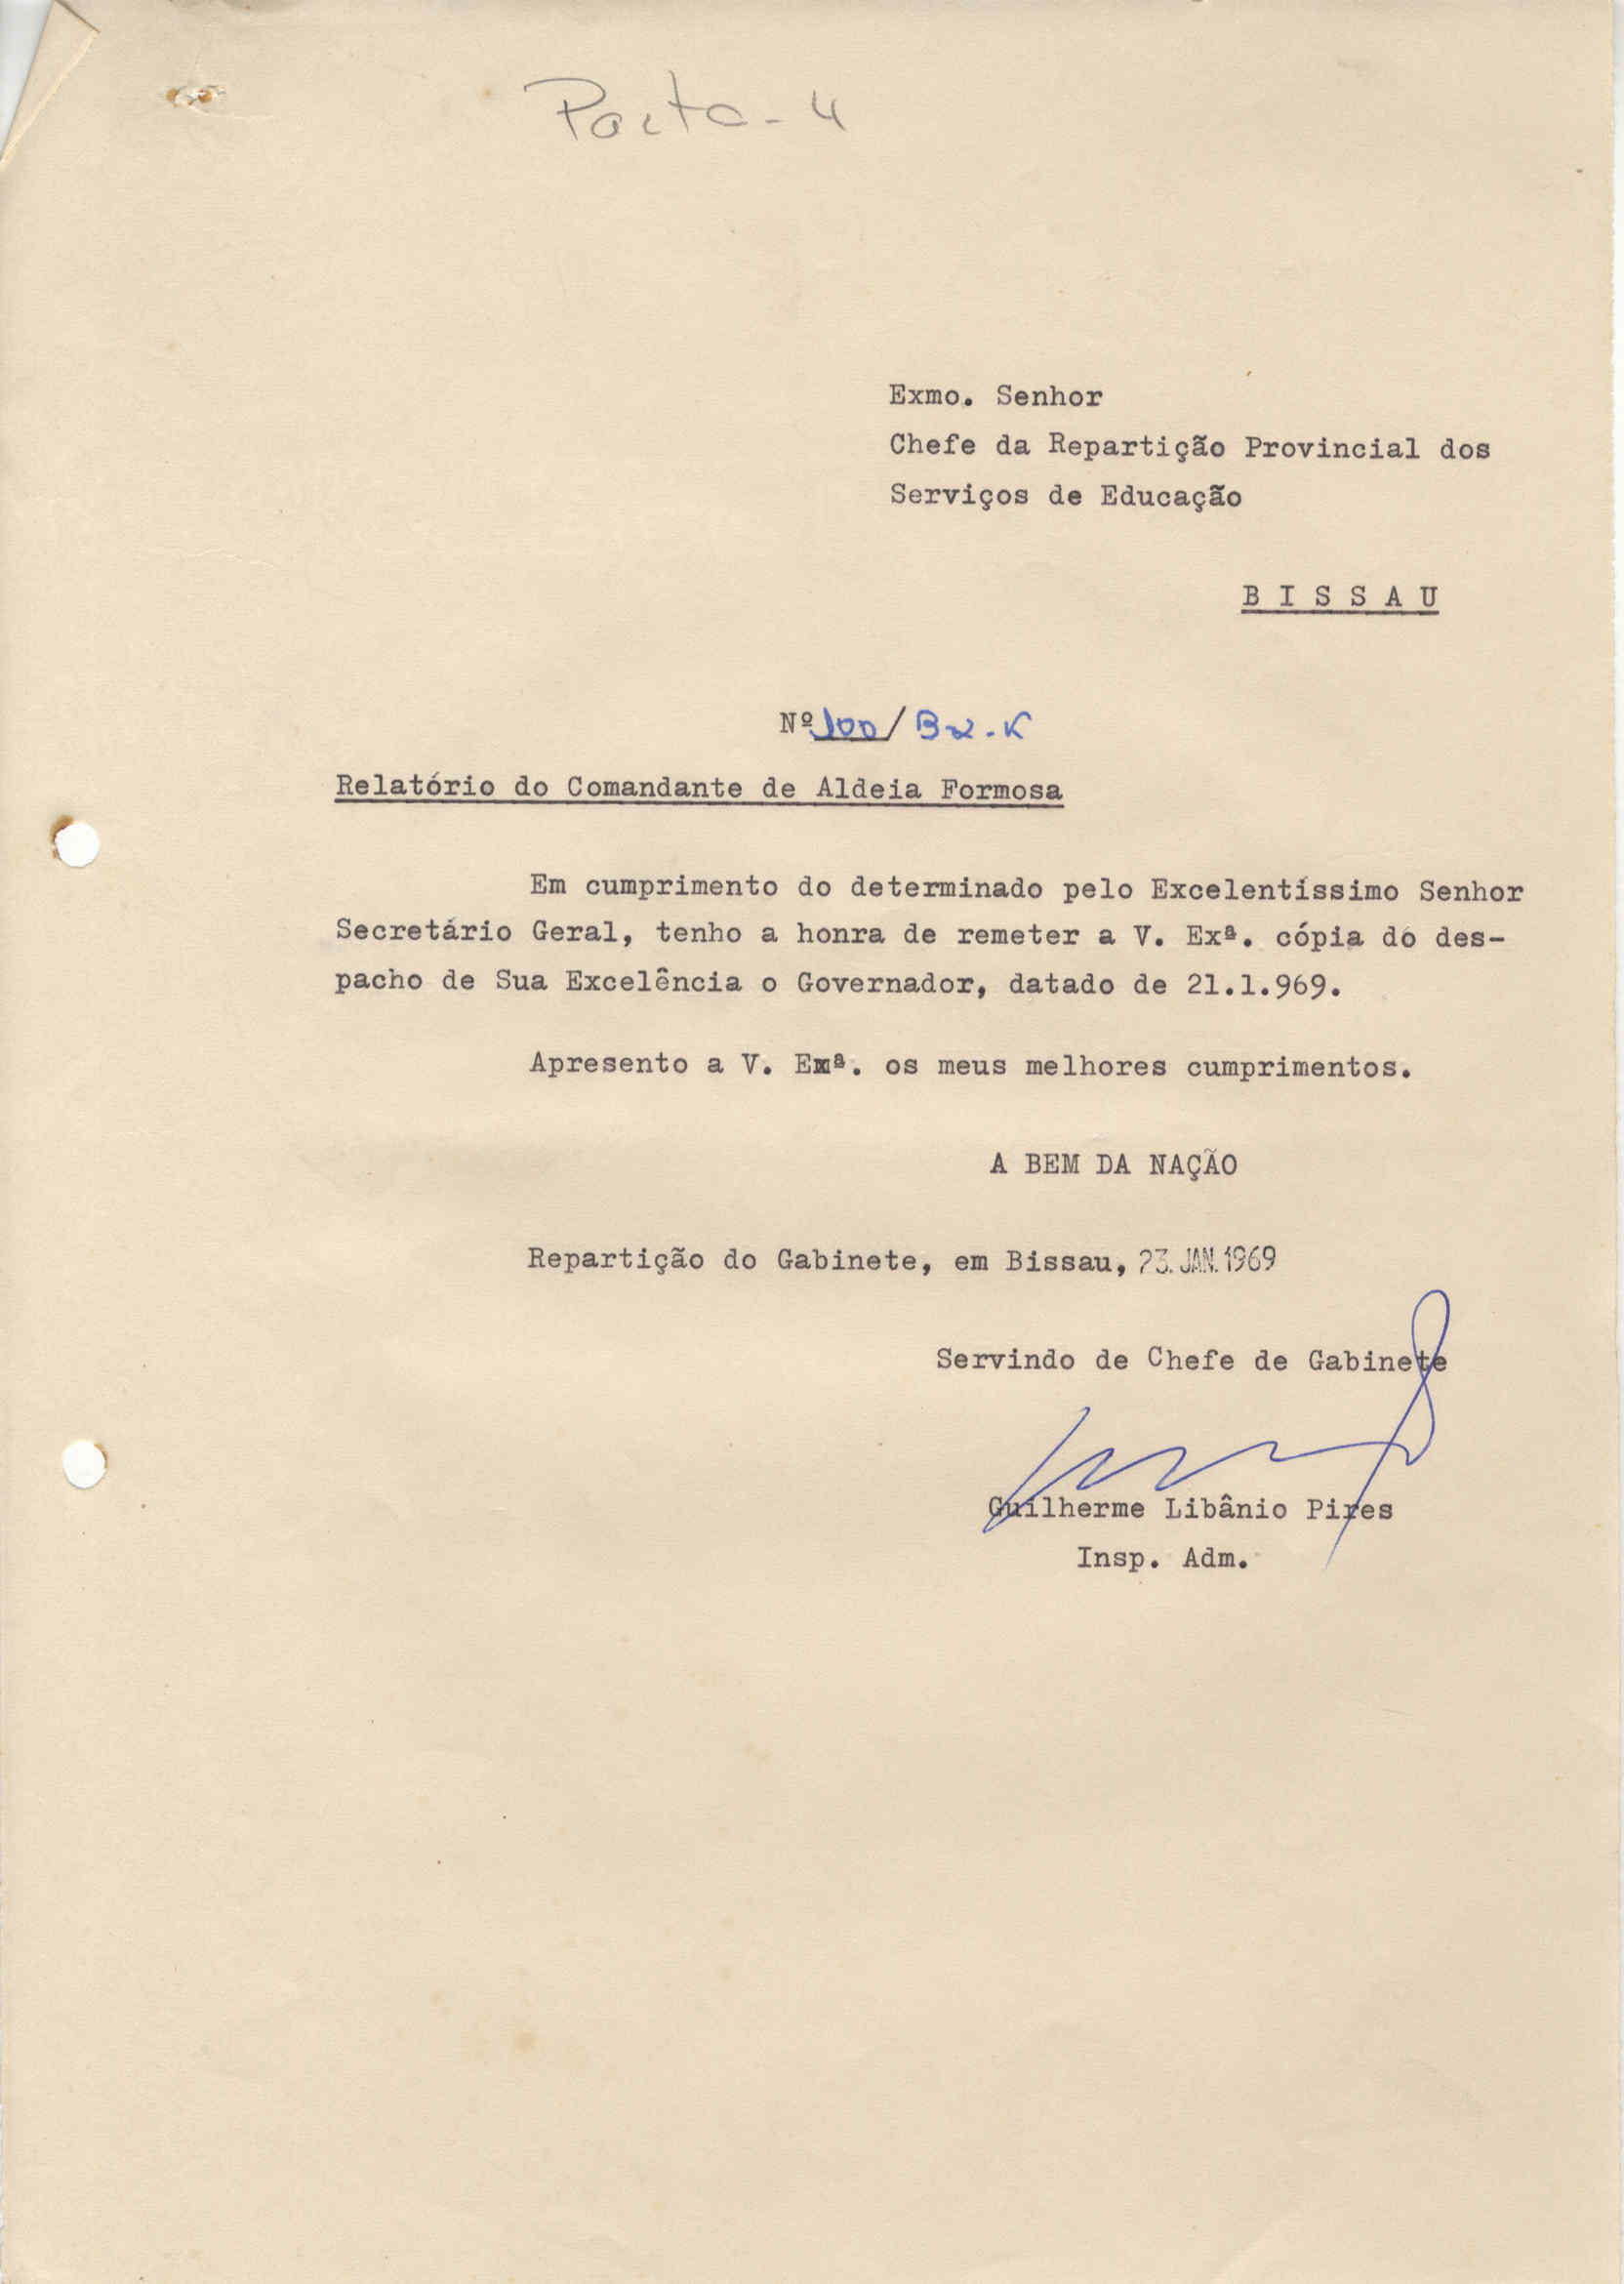 Exmo. Senhor
Chefe da Repartição Provincial dos
Serviços de Educação
B I S S A U
Nº 100/
Relatório do Comandante de Aldeia Formosa
Em cumprimento do determinado pelo Excelentíssimo Senhor
Secretário Geral, tenho a honra de remeter a V. Exª. cópia do des-
pacho de Sua Excelência o Governador, datado de 21.1.969.
Apresento a V. Exª. os meus melhores cumprimentos.
A BEM DA NAÇÃO
Repartição do Gabinete, em Bissau, 23. JAN. 1969
Servindo de Chefe de Gabinete
Guilherme Libânio Pires
Insp. Adm.